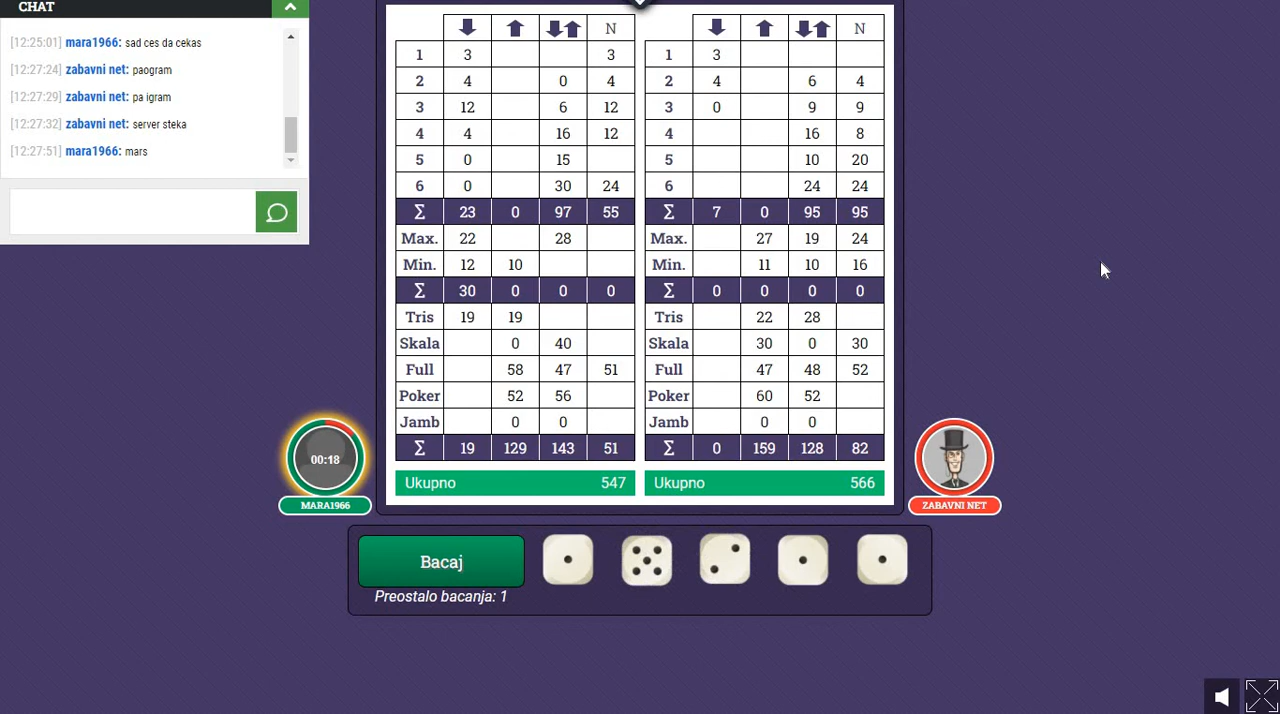 CHAT
[12:25:01] mara1966: sad ces da cekas
[12:27:24] zabavni net: paogram
[12:27:29] zabavni net: pa igram
[12:27:32] zabavni net: server steka
[12:27:51] mara1966: mars
N N
1 3 3 1 3
2 4 0 4 2 4 6 4
3 12 6 12 3 0 9 9
4 4 16 12 4 16 8
5 0 15 5 10 20
6 0 30 24 6 24 24
Σ 23 0 97 55 Σ 7 0 95 95
Max. 22 28 Max. 27 19 24
Min. 12 10 Min. 11 10 16
Σ 30 0 0 0 Σ 0 0 0 0
Tris 19 19 Tris 22 28
Skala 0 40 Skala 30 0 30
Full 58 47 51 Full 47 48 52
Poker 52 56 Poker 60 52
Jamb 0 0 Jamb 0 0
Σ 19 129 143 51 Σ 0 159 128 82
Ukupno 547 Ukupno 566
00:18
MARA1966
ZABAVNI NET
Bacaj
Preostalo bacanja: 1